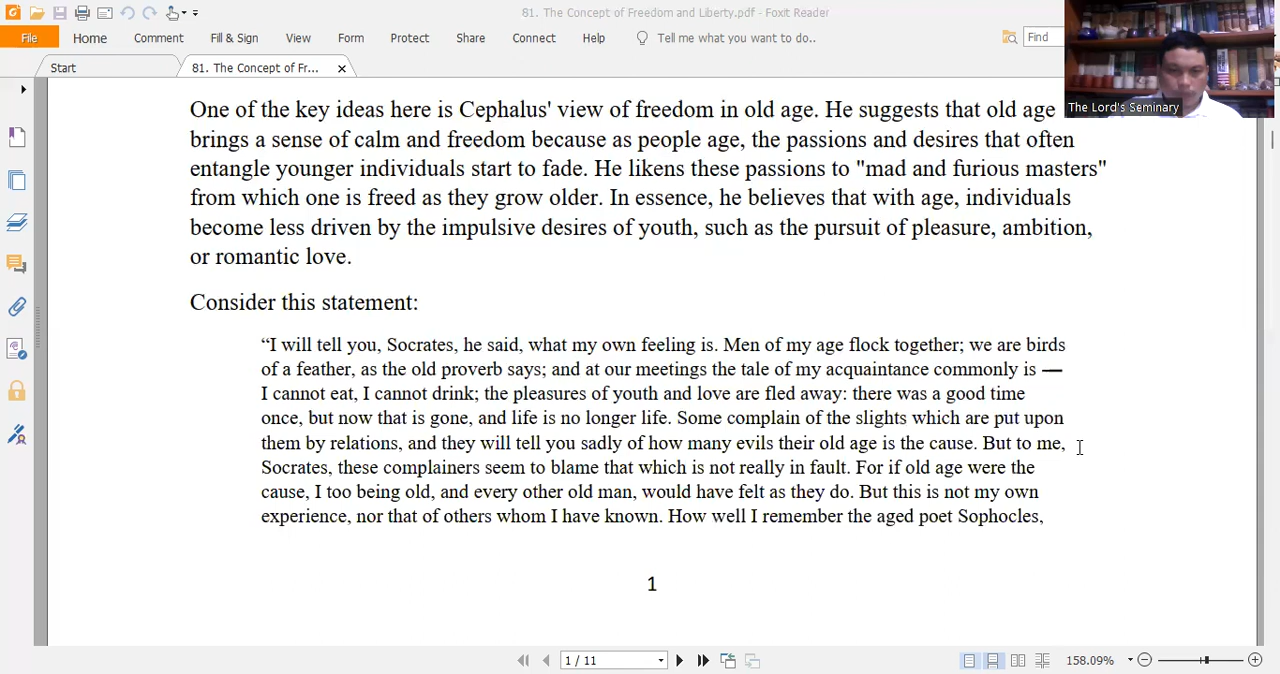 81. The Concept of Freedom and Liberty.pdf - Foxit Reader
File Home Comment Fill & Sign View Form Protect Share Connect Help Tell me what you want to do.. Find
Start 81. The Concept of Fr...
The Lord's Seminary
One of the key ideas here is Cephalus' view of freedom in old age. He suggests that old age
brings a sense of calm and freedom because as people age, the passions and desires that often
entangle younger individuals start to fade. He likens these passions to "mad and furious masters"
from which one is freed as they grow older. In essence, he believes that with age, individuals
become less driven by the impulsive desires of youth, such as the pursuit of pleasure, ambition,
or romantic love.
Consider this statement:
“I will tell you, Socrates, he said, what my own feeling is. Men of my age flock together; we are birds
of a feather, as the old proverb says; and at our meetings the tale of my acquaintance commonly is —
I cannot eat, I cannot drink; the pleasures of youth and love are fled away: there was a good time
once, but now that is gone, and life is no longer life. Some complain of the slights which are put upon
them by relations, and they will tell you sadly of how many evils their old age is the cause. But to me,
Socrates, these complainers seem to blame that which is not really in fault. For if old age were the
cause, I too being old, and every other old man, would have felt as they do. But this is not my own
experience, nor that of others whom I have known. How well I remember the aged poet Sophocles,
1
1 / 11 158.09%